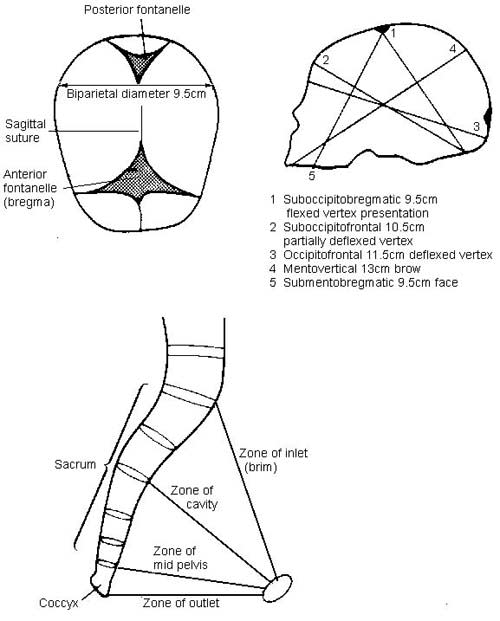 Posterior fontanelle
Biparietal diameter 9.5cm
Sagittal
suture
Anterior
fontanelle
(bregma)
1
2
4
3
5
1 Suboccipitobregmatic 9.5cm
flexed vertex presentation
2 Suboccipitofrontal 10.5cm
partially deflexed vertex
3 Occipitofrontal 11.5cm deflexed vertex
4 Mentovertical 13cm brow
5 Submentobregmatic 9.5cm face
Sacrum
Zone of inlet
(brim)
Zone of
cavity
Zone of
mid pelvis
Coccyx
Zone of outlet